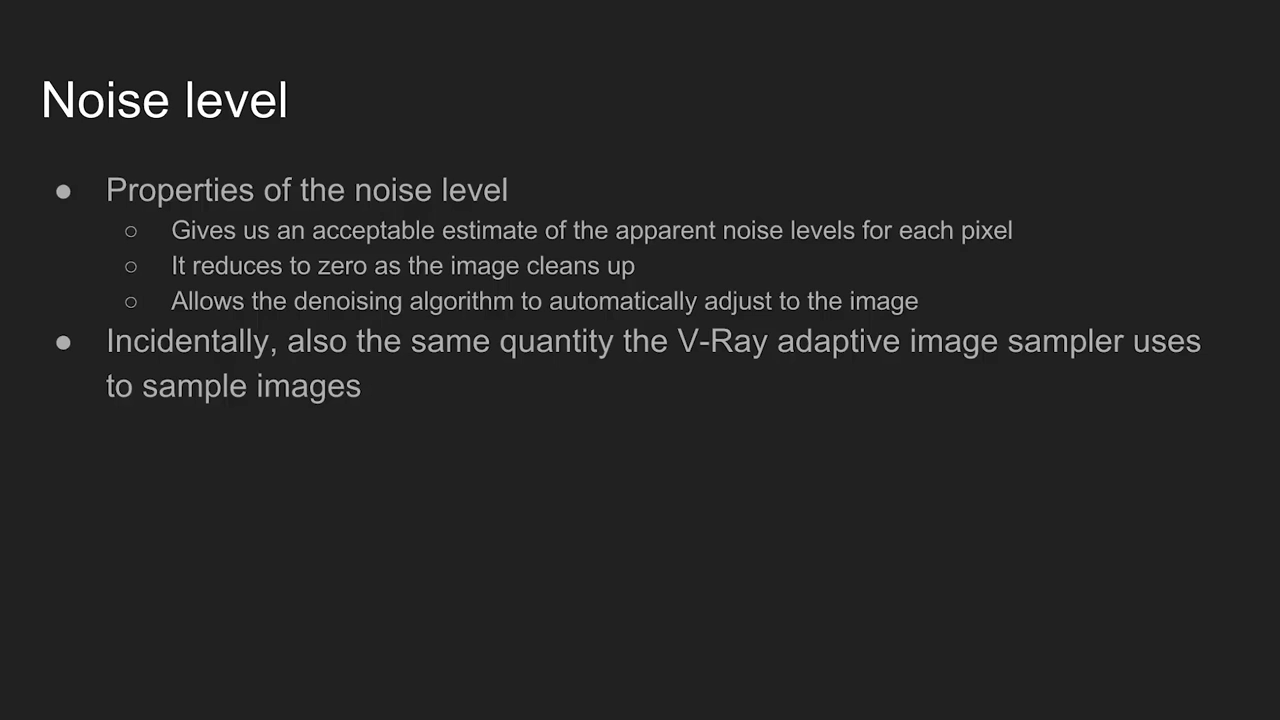 Noise level
● Properties of the noise level
○ Gives us an acceptable estimate of the apparent noise levels for each pixel
○ It reduces to zero as the image cleans up
○ Allows the denoising algorithm to automatically adjust to the image
● Incidentally, also the same quantity the V-Ray adaptive image sampler uses
to sample images